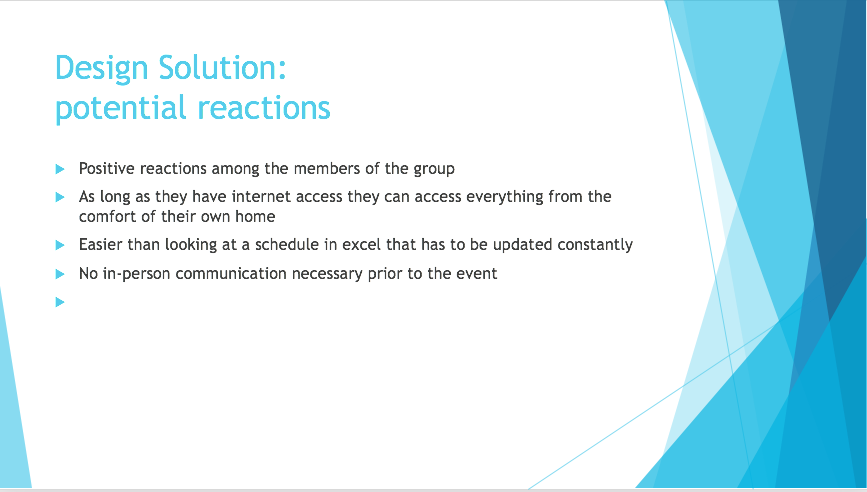 Design Solution:
potential reactions
Positive reactions among the members of the group
As long as they have internet access they can access everything from the
comfort of their own home
Easier than looking at a schedule in excel that has to be updated constantly
No in-person communication necessary prior to the event